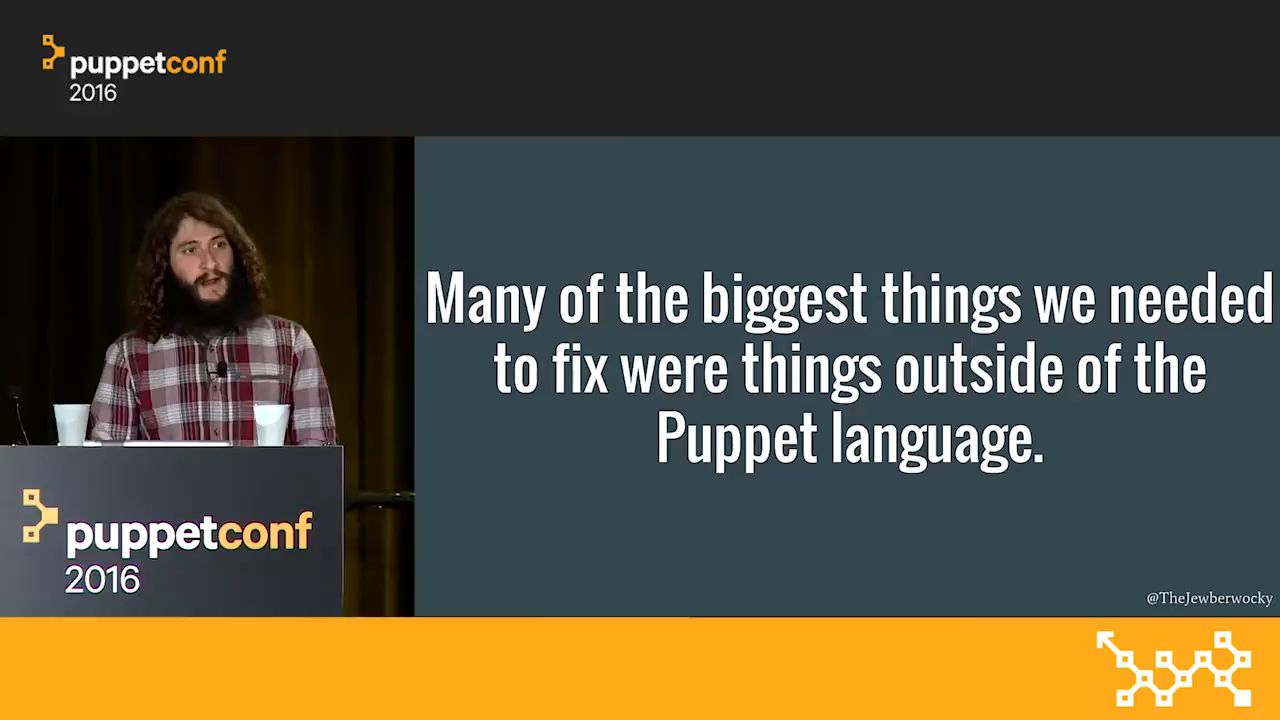 puppetconf
2016
Many of the biggest things we needed
to fix were things outside of the
Puppet language.
puppetconf
2016
@TheJewberwocky